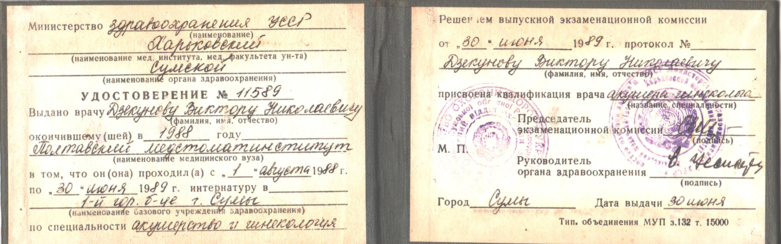 Министерство здравоохранения УССР
(наименование)
Харьковский
(наименование мед. института, мед. факультета ун-та)
Сумской
(наименование органа здравоохранения)
УДОСТОВЕРЕНИЕ № 11589
Выдано врачу Дзекунову Виктору Николаевичу
(фамилия, имя, отчество)
окончившему(шей) в 1988 году
Полтавский медстоматинститут
(наименование медицинского вуза)
в том, что он(она) проходил(а) с „1" августа 1988 г.
по „30" июня 1989 г. интернатуру в
1-й гор. б-це г. Сумы
(наименование базового учреждения здравоохранения)
по специальности акушерство и гинекология
Решением выпускной экзаменационной комиссии
от „30" июня 1989 г. протокол №
Дзекунову Виктору Николаевичу
(фамилия, имя, отчество)
присвоена квалификация врача акушера-гинеколога
(название специальности)
Председатель
экзаменационной комиссии
(подпись)
М. П.
Руководитель
органа здравоохранения
(подпись)
Город Сумы Дата выдачи 30 июня
Тип. объединения МУП з.132 т. 15000